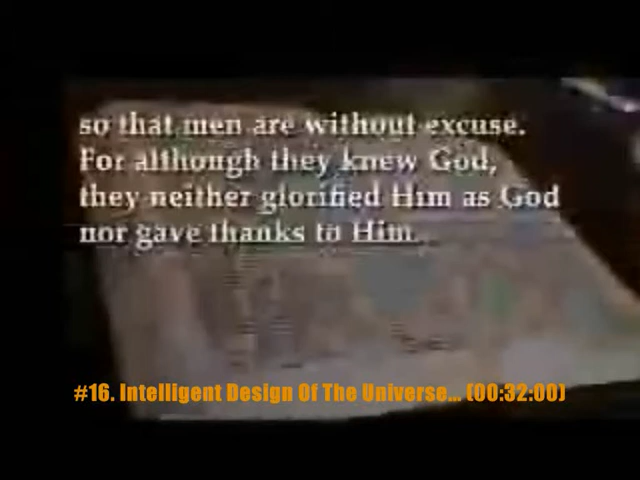 so that men are without excuse.
For although they knew God,
they neither glorified Him as God
nor gave thanks to Him...
#16. Intelligent Design Of The Universe... (00:32:00)